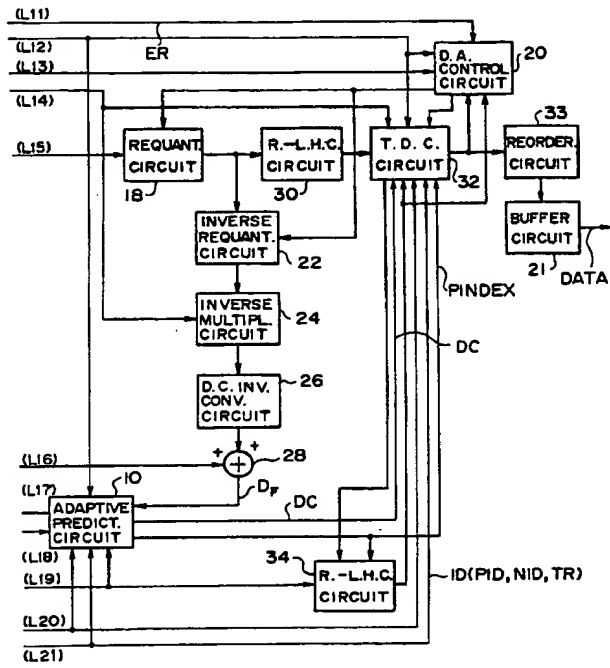 (L11)
(L12)
ER
(L13)
(L14)
D. A.
CONTROL
CIRCUIT
20
33
(L15)
REQUANT.
CIRCUIT
18
R.-L.H.C.
CIRCUIT
30
T. D. C.
CIRCUIT
32
REORDER.
CIRCUIT
BUFFER
CIRCUIT
21
DATA
INVERSE
REQUANT.
CIRCUIT
22
PINDEX
INVERSE
MULTIPL.
CIRCUIT
24
DC
26
D.C. INV.
CONV.
CIRCUIT
(L16)
+ +
+
28
10
DF
(L17)
ADAPTIVE
PREDICT.
CIRCUIT
DC
(L18)
(L19)
34
R.-L.H.C.
CIRCUIT
ID(PID, NID, TR)
(L20)
(L21)